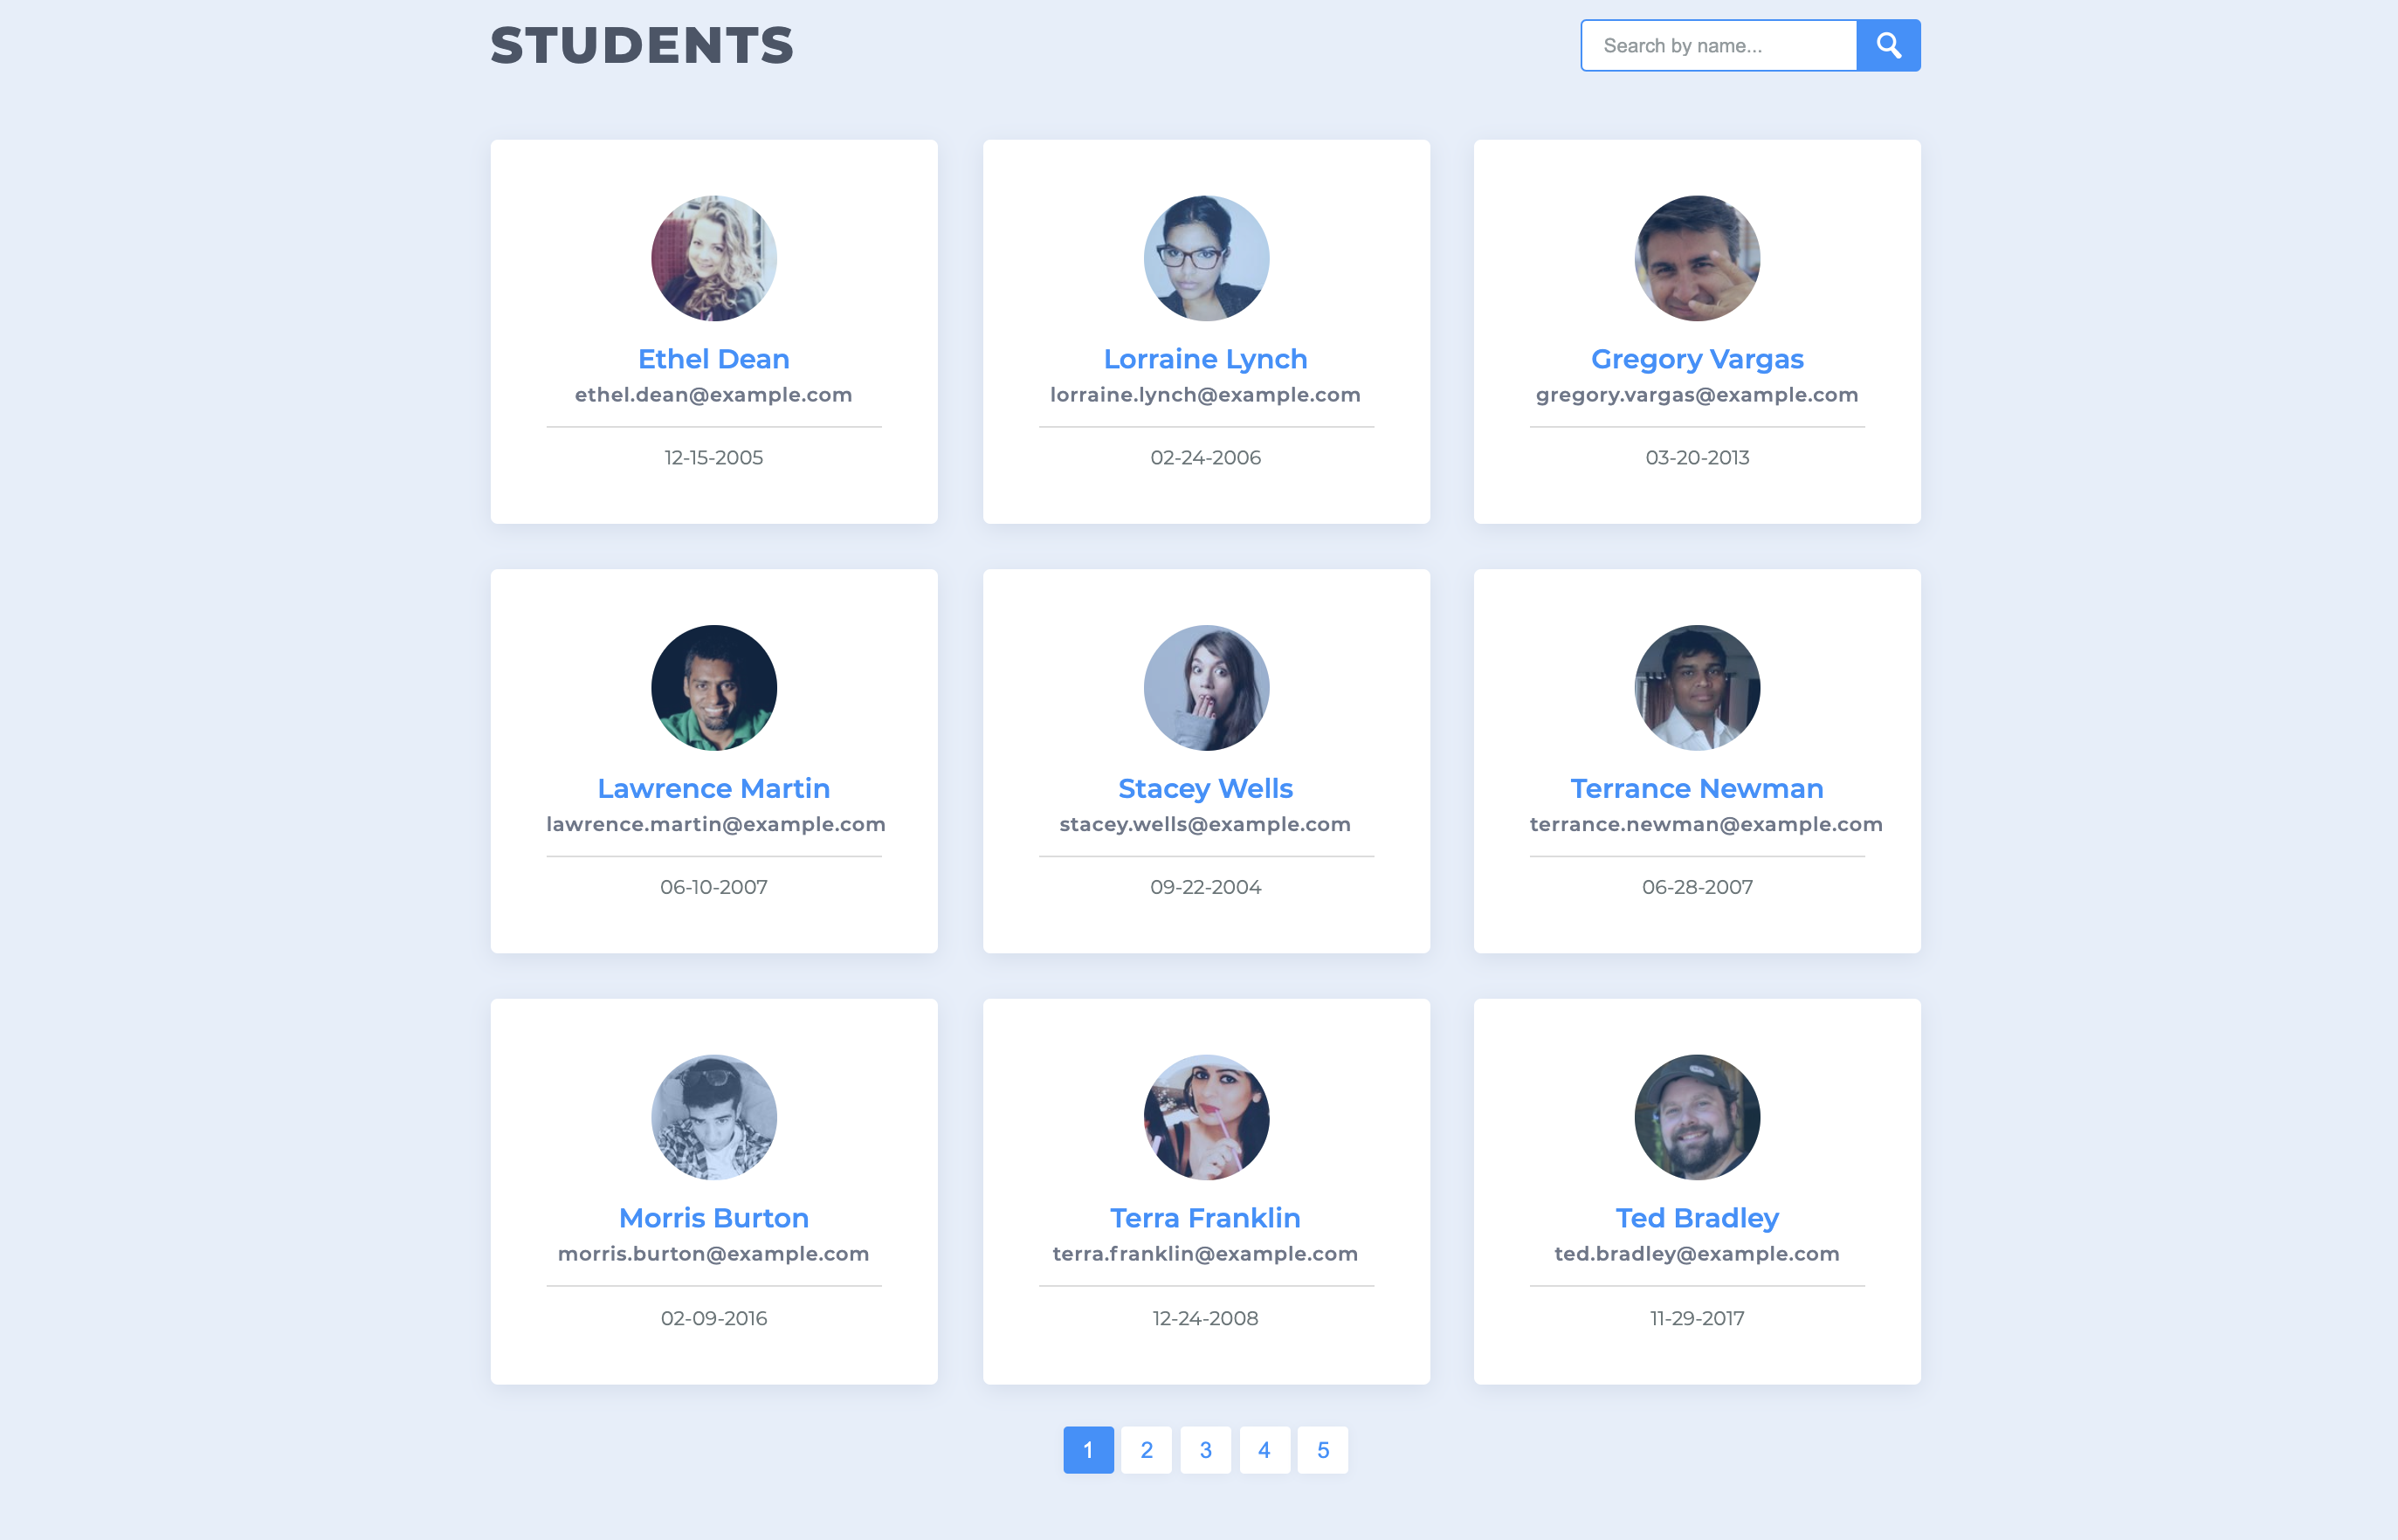 STUDENTS
Search by name...
Ethel Dean
ethel.dean@example.com
12-15-2005
Lorraine Lynch
lorraine.lynch@example.com
02-24-2006
Gregory Vargas
gregory.vargas@example.com
03-20-2013
Lawrence Martin
lawrence.martin@example.com
06-10-2007
Stacey Wells
stacey.wells@example.com
09-22-2004
Terrance Newman
terrance.newman@example.com
06-28-2007
Morris Burton
morris.burton@example.com
02-09-2016
Terra Franklin
terra.franklin@example.com
12-24-2008
Ted Bradley
ted.bradley@example.com
11-29-2017
1 2 3 4 5